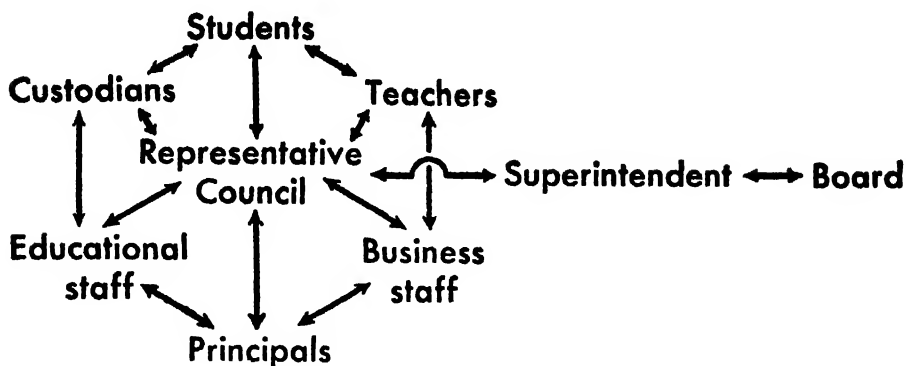 Students
Custodians
Teachers
Representative
Council
Superintendent
Board
Educational
staff
Business
staff
Principals